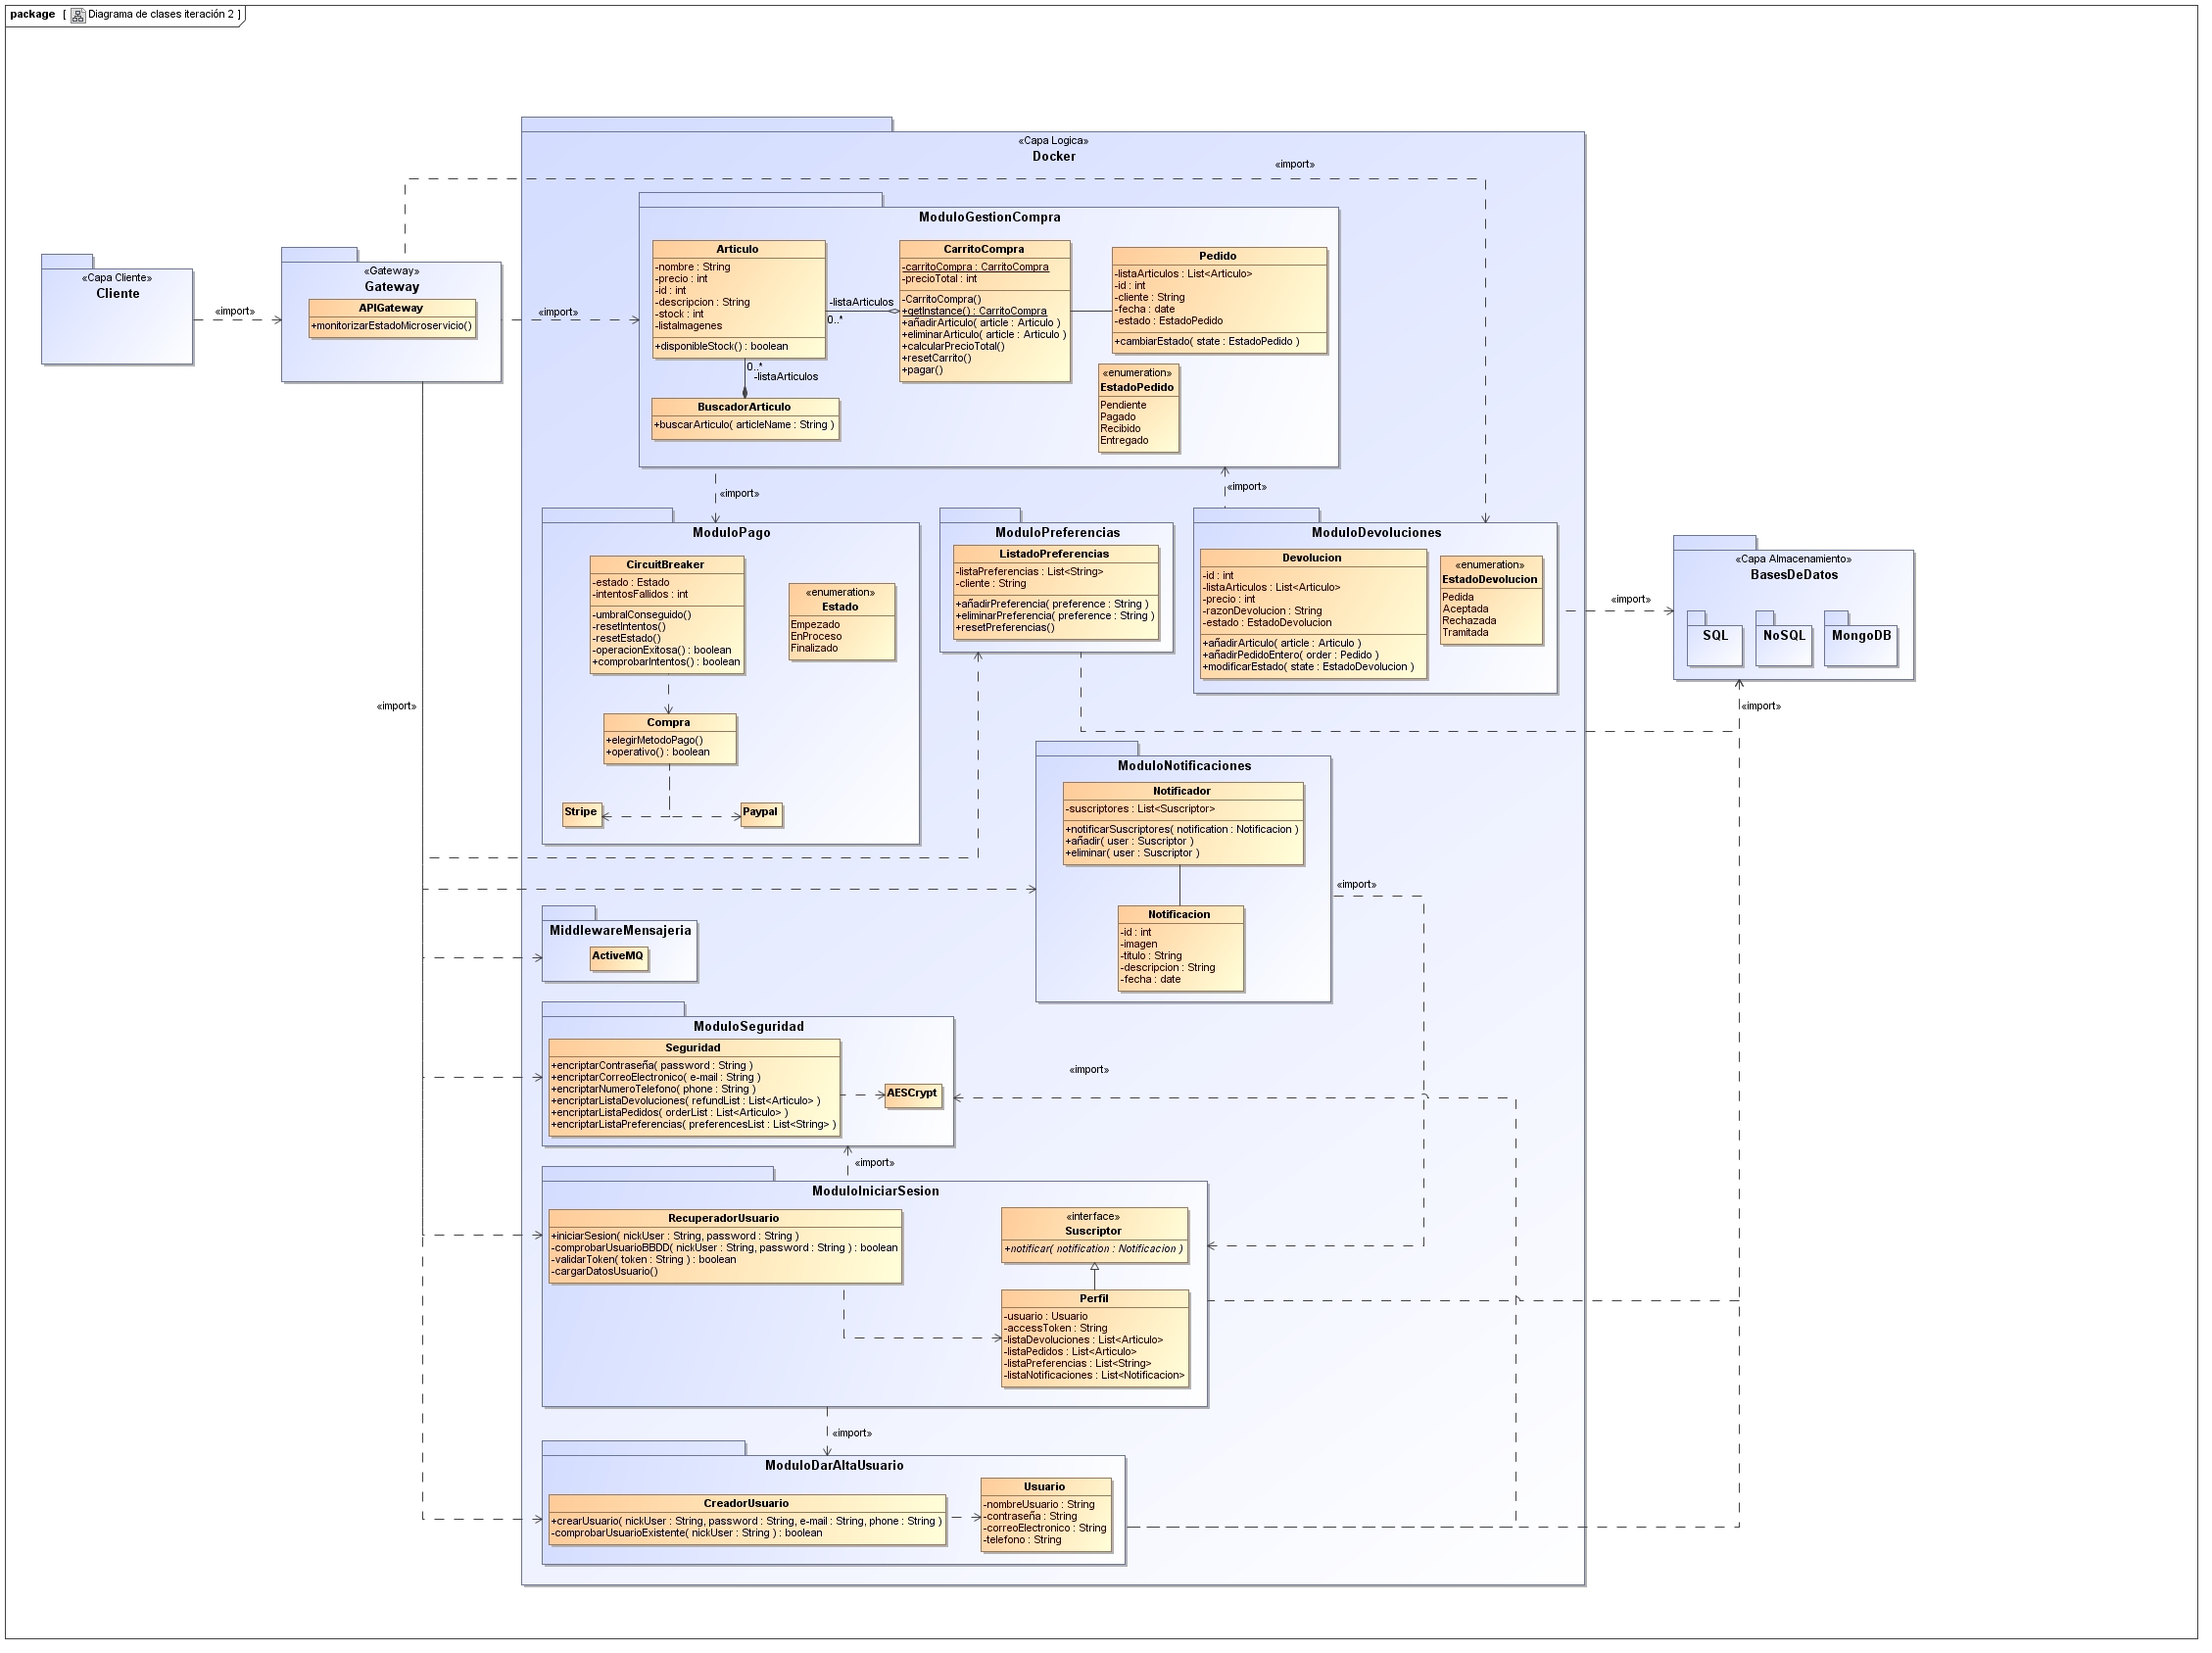 package [ Diagrama de clases iteración 2 ]
«Capa Logica»
Docker
«import»
ModuloGestionCompra
«Capa Cliente»
Cliente
«import»
«Gateway»
Gateway
APIGateway
+monitorizarEstadoMicroservicio()
«import»
Articulo
-nombre : String
-precio : int
-id : int
-descripcion : String
-stock : int
-listaImagenes
+disponibleStock() : boolean
-listaArticulos
0..*
CarritoCompra
-carritoCompra : CarritoCompra
-precioTotal : int
-CarritoCompra()
+getInstance() : CarritoCompra
+añadirArticulo( article : Articulo )
+eliminarArticulo( article : Articulo )
+calcularPrecioTotal()
+resetCarrito()
+pagar()
Pedido
-listaArticulos : List<Articulo>
-id : int
-cliente : String
-fecha : date
-estado : EstadoPedido
+cambiarEstado( state : EstadoPedido )
0..*
-listaArticulos
BuscadorArticulo
+buscarArticulo( articleName : String )
«enumeration»
EstadoPedido
Pendiente
Pagado
Recibido
Entregado
«import»
«import»
ModuloPago
CircuitBreaker
-estado : Estado
-intentosFallidos : int
-umbralConseguido()
-resetIntentos()
-resetEstado()
-operacionExitosa() : boolean
+comprobarIntentos() : boolean
«enumeration»
Estado
Empezado
EnProceso
Finalizado
Compra
+elegirMetodoPago()
+operativo() : boolean
Stripe
Paypal
ModuloPreferencias
ListadoPreferencias
-listaPreferencias : List<String>
-cliente : String
+añadirPreferencia( preference : String )
+eliminarPreferencia( preference : String )
+resetPreferencias()
ModuloDevoluciones
Devolucion
-id : int
-listaArticulos : List<Articulo>
-precio : int
-razonDevolucion : String
-estado : EstadoDevolucion
+añadirArticulo( article : Articulo )
+añadirPedidoEntero( order : Pedido )
+modificarEstado( state : EstadoDevolucion )
«enumeration»
EstadoDevolucion
Pedida
Aceptada
Rechazada
Tramitada
«import»
«Capa Almacenamiento»
BasesDeDatos
SQL
NoSQL
MongoDB
«import»
«import»
ModuloNotificaciones
Notificador
-suscriptores : List<Suscriptor>
+notificarSuscriptores( notification : Notificacion )
+añadir( user : Suscriptor )
+eliminar( user : Suscriptor )
«import»
Notificacion
-id : int
-imagen
-titulo : String
-descripcion : String
-fecha : date
MiddlewareMensajeria
ActiveMQ
ModuloSeguridad
Seguridad
+encriptarContraseña( password : String )
+encriptarCorreoElectronico( e-mail : String )
+encriptarNumeroTelefono( phone : String )
+encriptarListaDevoluciones( refundList : List<Articulo> )
+encriptarListaPedidos( orderList : List<Articulo> )
+encriptarListaPreferencias( preferencesList : List<String> )
AESCrypt
«import»
«import»
ModuloIniciarSesion
RecuperadorUsuario
+iniciarSesion( nickUser : String, password : String )
-comprobarUsuarioBBDD( nickUser : String, password : String ) : boolean
-validarToken( token : String ) : boolean
-cargarDatosUsuario()
«interface»
Suscriptor
+notificar( notification : Notificacion )
Perfil
-usuario : Usuario
-accessToken : String
-listaDevoluciones : List<Articulo>
-listaPedidos : List<Articulo>
-listaPreferencias : List<String>
-listaNotificaciones : List<Notificacion>
«import»
ModuloDarAltaUsuario
CreadorUsuario
+crearUsuario( nickUser : String, password : String, e-mail : String, phone : String )
-comprobarUsuarioExistente( nickUser : String ) : boolean
Usuario
-nombreUsuario : String
-contraseña : String
-correoElectronico : String
-telefono : String